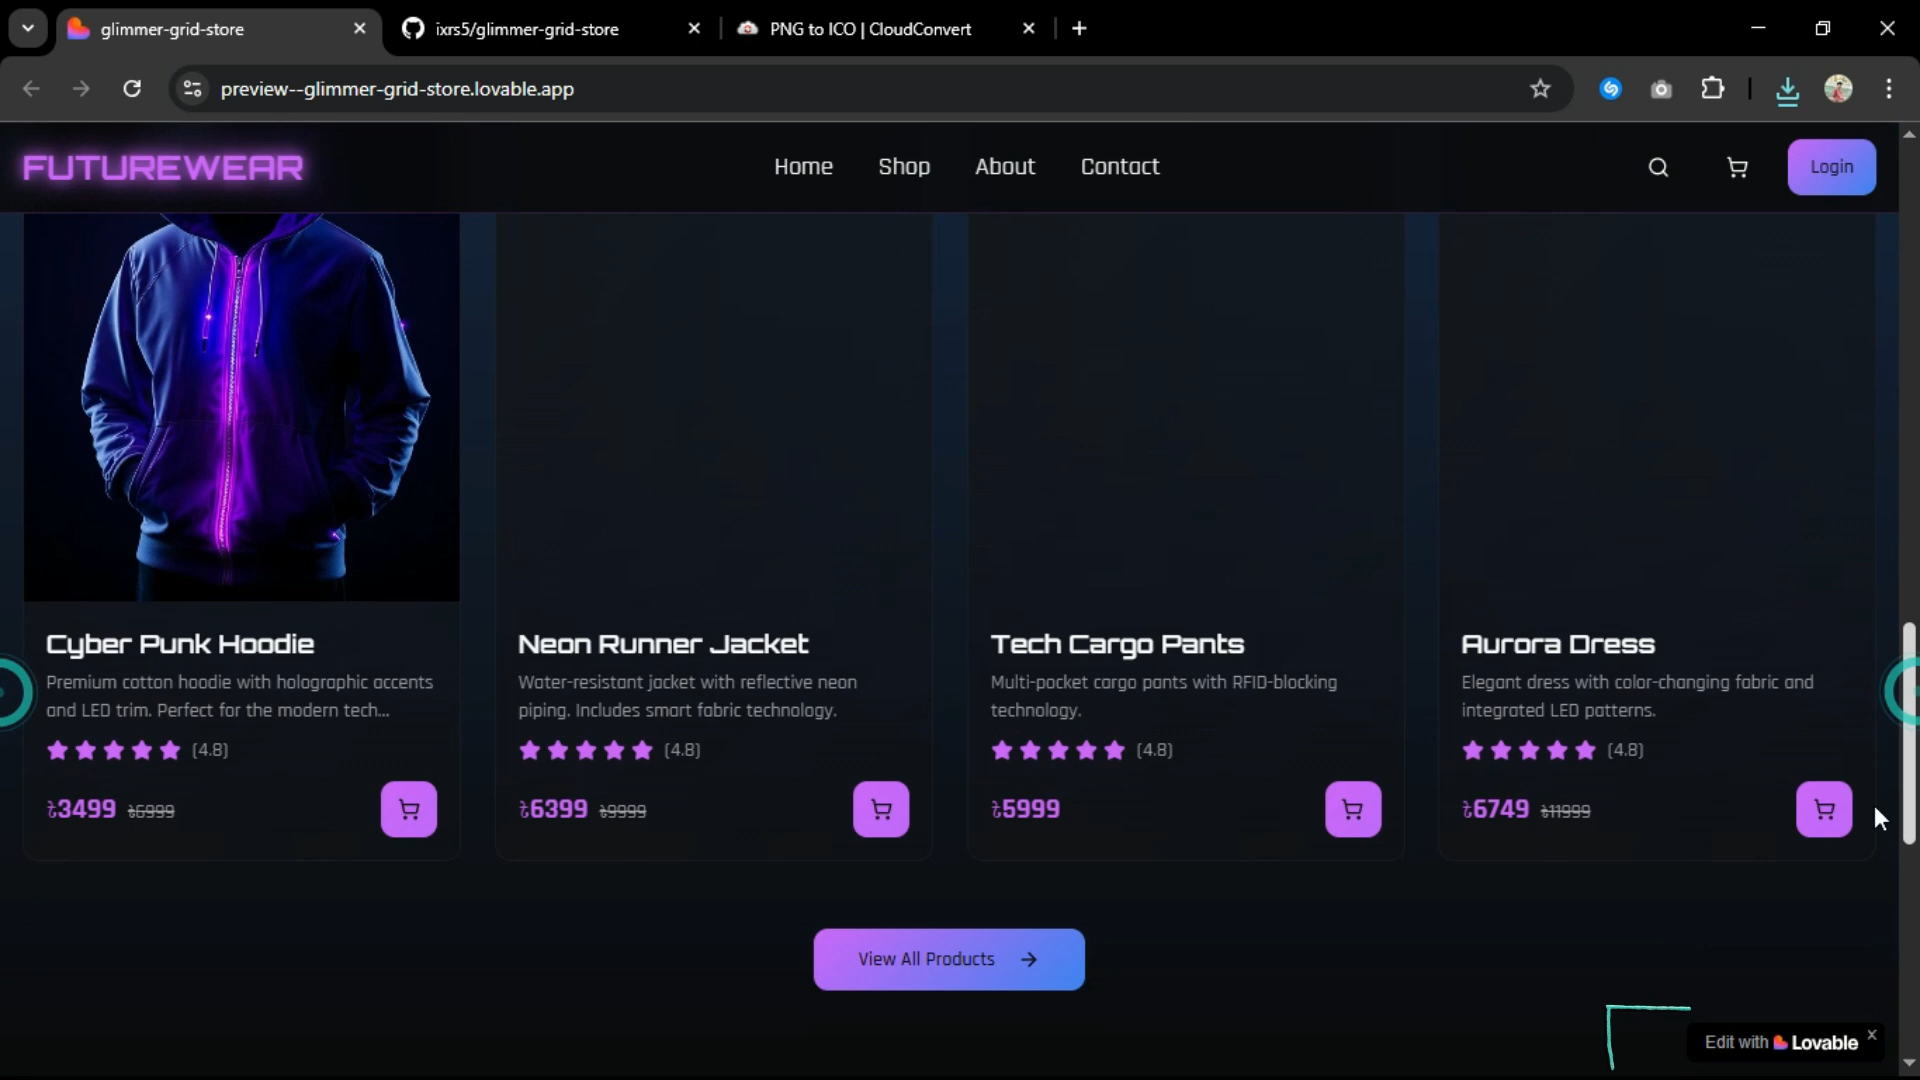 glimmer-grid-store
ixrs5/glimmer-grid-store
PNG to ICO | CloudConvert
preview--glimmer-grid-store.lovable.app
FUTUREWEAR
Home
Shop
About
Contact
Login
Cyber Punk Hoodie
Premium cotton hoodie with holographic accents
and LED trim. Perfect for the modern tech...
(4.8)
৳3499 ৳6999
Neon Runner Jacket
Water-resistant jacket with reflective neon
piping. Includes smart fabric technology.
(4.8)
৳6399 ৳9999
Tech Cargo Pants
Multi-pocket cargo pants with RFID-blocking
technology.
(4.8)
৳5999
Aurora Dress
Elegant dress with color-changing fabric and
integrated LED patterns.
(4.8)
৳6749 ৳11999
View All Products
Edit with Lovable